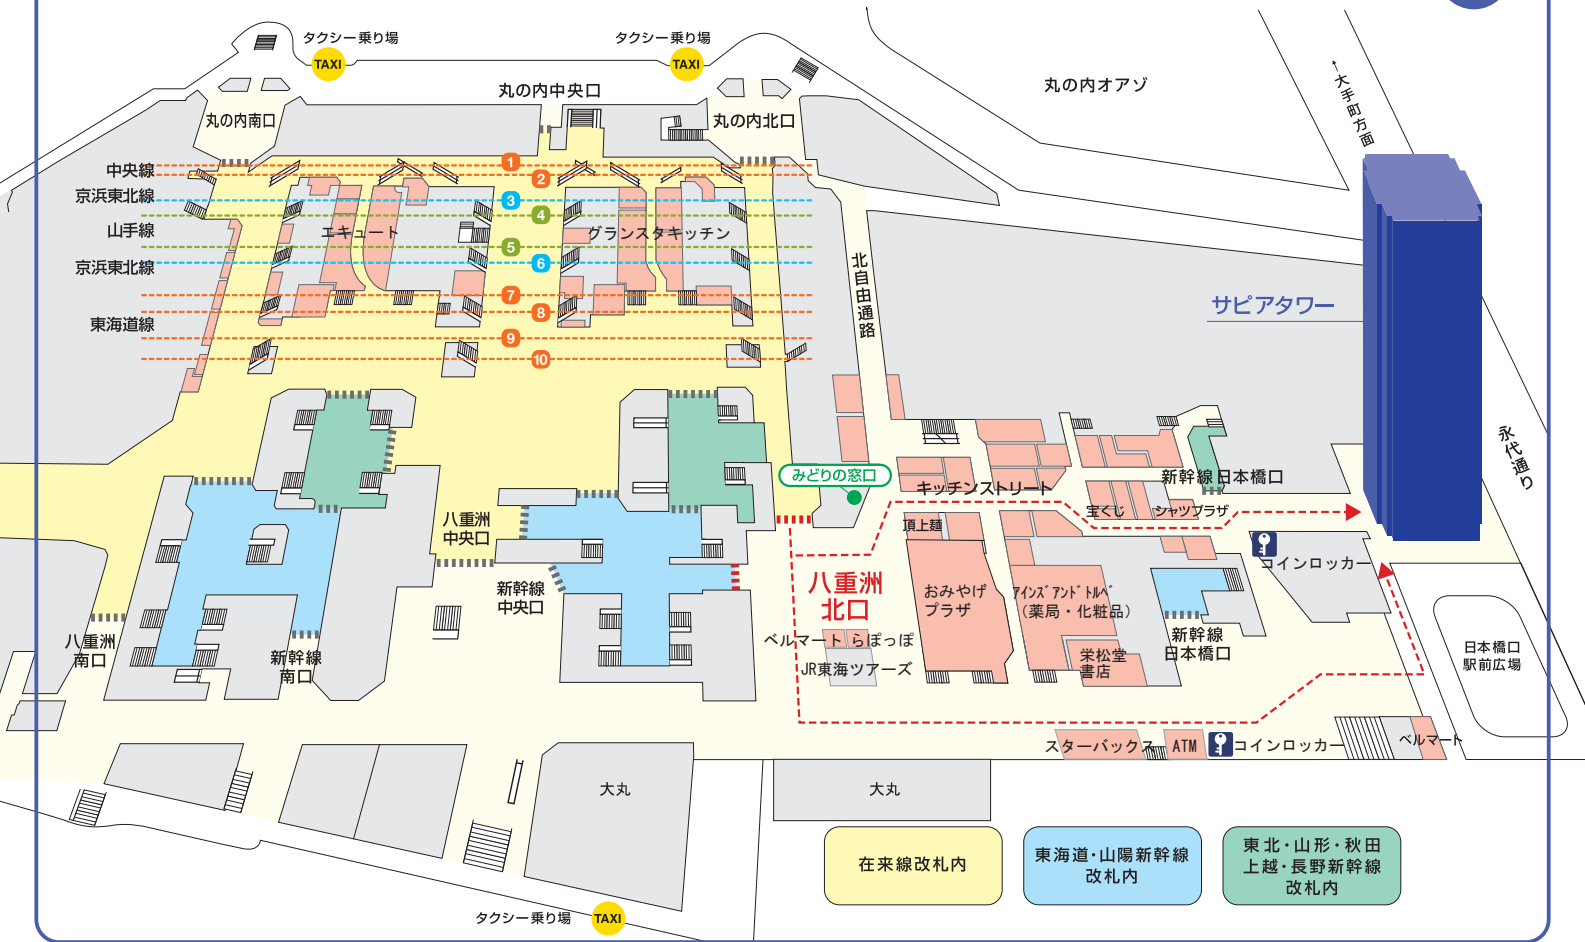 タクシー乗り場
TAXI
タクシー乗り場
TAXI
丸の内中央口
丸の内南口
丸の内北口
丸の内オアゾ
←大手町方面
中央線
京浜東北線
山手線
京浜東北線
東海道線
1
2
3
4
5
6
7
8
9
10
エキュート
グランスタキッチン
北自由通路
サピアタワー
永代通り
みどりの窓口
キッチンストリート
新幹線日本橋口
宝くじ
シャツプラザ
頂上麺
コインロッカー
八重洲
中央口
新幹線
中央口
八重洲
北口
おみやげ
プラザ
アインズアンドトルペ
(薬局・化粧品)
ベルマート
らぽっぽ
JR東海ツアーズ
栄松堂
書店
新幹線
日本橋口
日本橋口
駅前広場
八重洲
南口
新幹線
南口
スターバックス
ATM
コインロッカー
ベルマート
大丸
大丸
在来線改札内
東海道・山陽新幹線
改札内
東北・山形・秋田
上越・長野新幹線
改札内
タクシー乗り場
TAXI